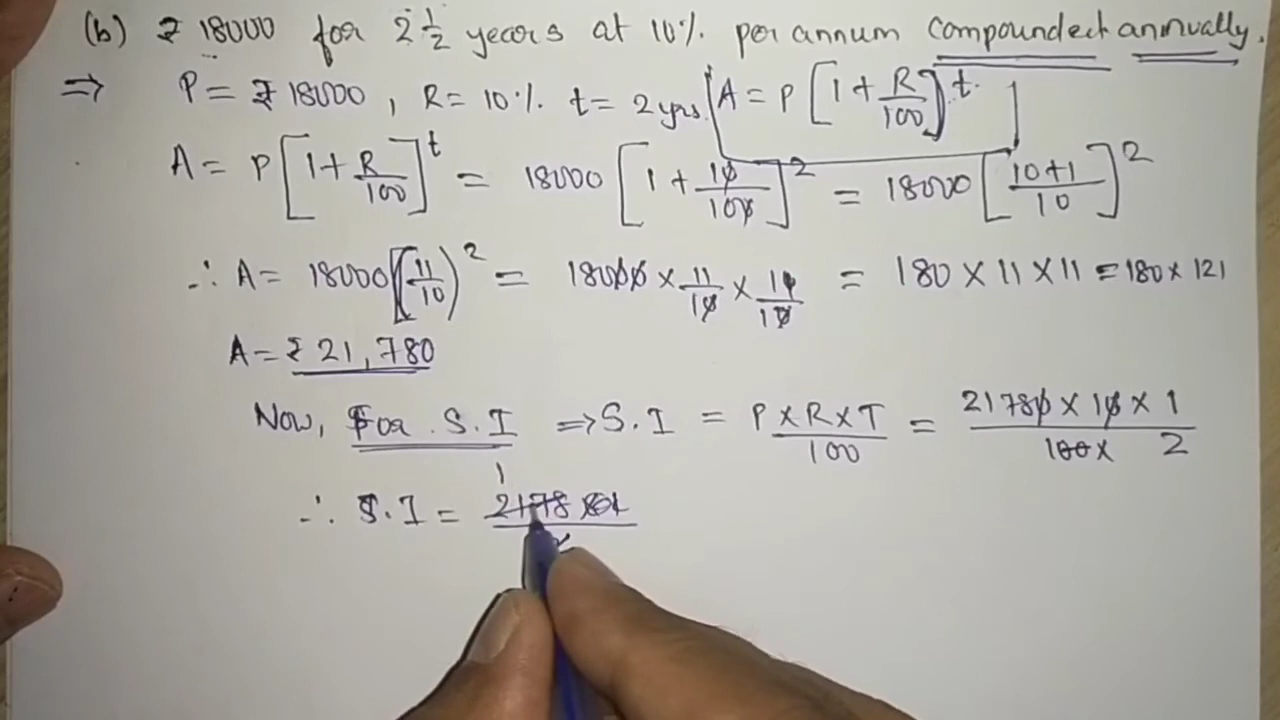 (b) ₹ 18000 for 2 1/2 years at 10%. per annum compounded annually.
⇒ P = ₹ 18000 , R = 10%. t = 2 yrs. A = P [1 + R/100]^t.
A = P [1 + R/100]^t = 18000 [1 + 10/100]^2 = 18000 [10+1/10]^2
∴ A = 18000 (11/10)^2 = 18000 × 11/10 × 11/10 = 180 × 11 × 11 = 180 × 121
A = ₹ 21,780
Now, For S.I ⇒ S.I = P×R×T/100 = 21780 × 10 × 1/100 × 2
∴ S.I = 2178
1